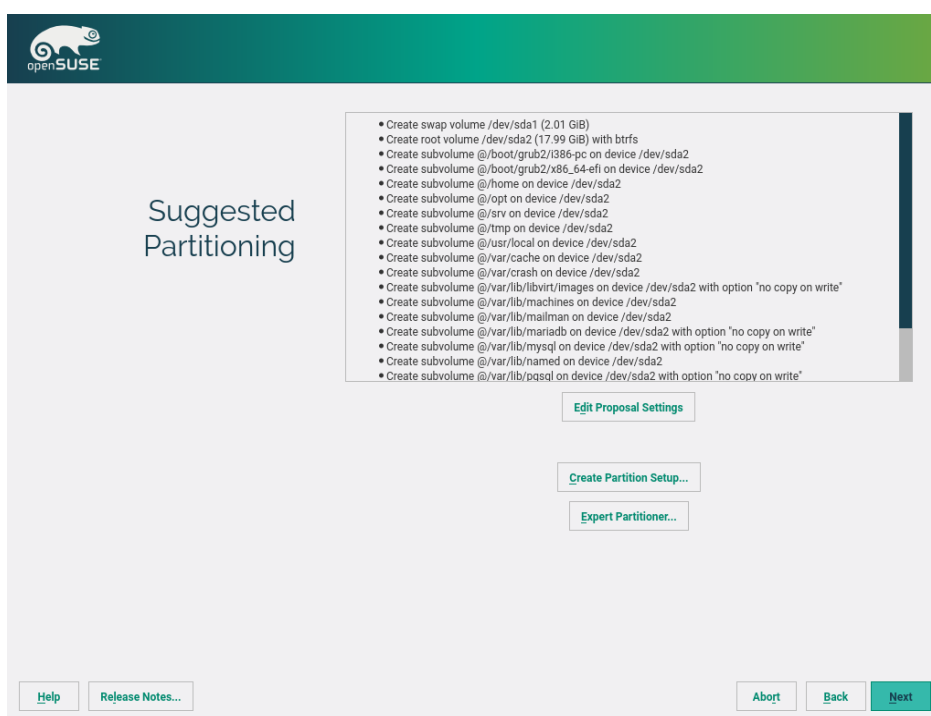 openSUSE
Suggested
Partitioning
• Create swap volume /dev/sda1 (2.01 GiB)
• Create root volume /dev/sda2 (17.99 GiB) with btrfs
• Create subvolume @/boot/grub2/i386-pc on device /dev/sda2
• Create subvolume @/boot/grub2/x86_64-efi on device /dev/sda2
• Create subvolume @/home on device /dev/sda2
• Create subvolume @/opt on device /dev/sda2
• Create subvolume @/srv on device /dev/sda2
• Create subvolume @/tmp on device /dev/sda2
• Create subvolume @/usr/local on device /dev/sda2
• Create subvolume @/var/cache on device /dev/sda2
• Create subvolume @/var/crash on device /dev/sda2
• Create subvolume @/var/lib/libvirt/images on device /dev/sda2 with option "no copy on write"
• Create subvolume @/var/lib/machines on device /dev/sda2
• Create subvolume @/var/lib/mailman on device /dev/sda2
• Create subvolume @/var/lib/mariadb on device /dev/sda2 with option "no copy on write"
• Create subvolume @/var/lib/mysql on device /dev/sda2 with option "no copy on write"
• Create subvolume @/var/lib/named on device /dev/sda2
• Create subvolume @/var/lib/pgsql on device /dev/sda2 with option "no copy on write"
Edit Proposal Settings
Create Partition Setup...
Expert Partitioner...
Help
Release Notes...
Abort
Back
Next